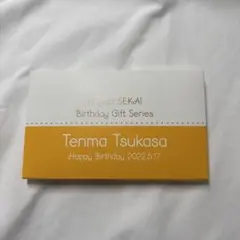 SEKAI
Birthday Gift Series
Tenma Tsukasa
Happy Birthday 2022.5.17